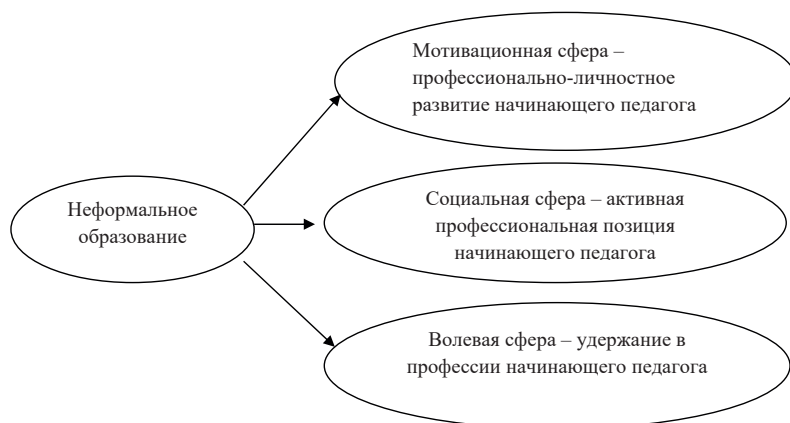 Мотивационная сфера –
профессионально-личностное
развитие начинающего педагога
Неформальное
образование
Социальная сфера – активная
профессиональная позиция
начинающего педагога
Волевая сфера – удержание в
профессии начинающего педагога